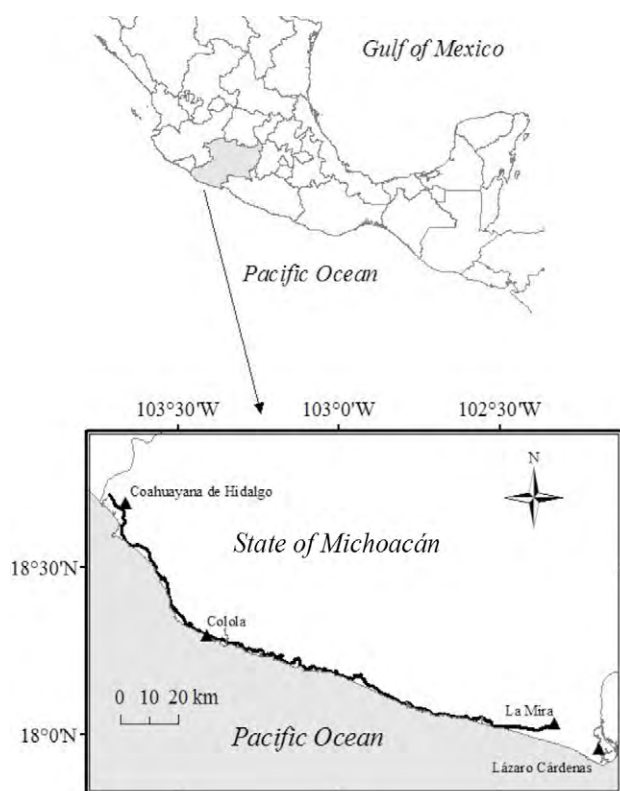 Gulf of Mexico
Pacific Ocean
103°30'W 103°0'W 102°30'W
N
Coahuayana de Hidalgo
State of Michoacán
18°30'N
Colola
0 10 20 km
La Mira
18°0'N
Pacific Ocean
Lázaro Cárdenas